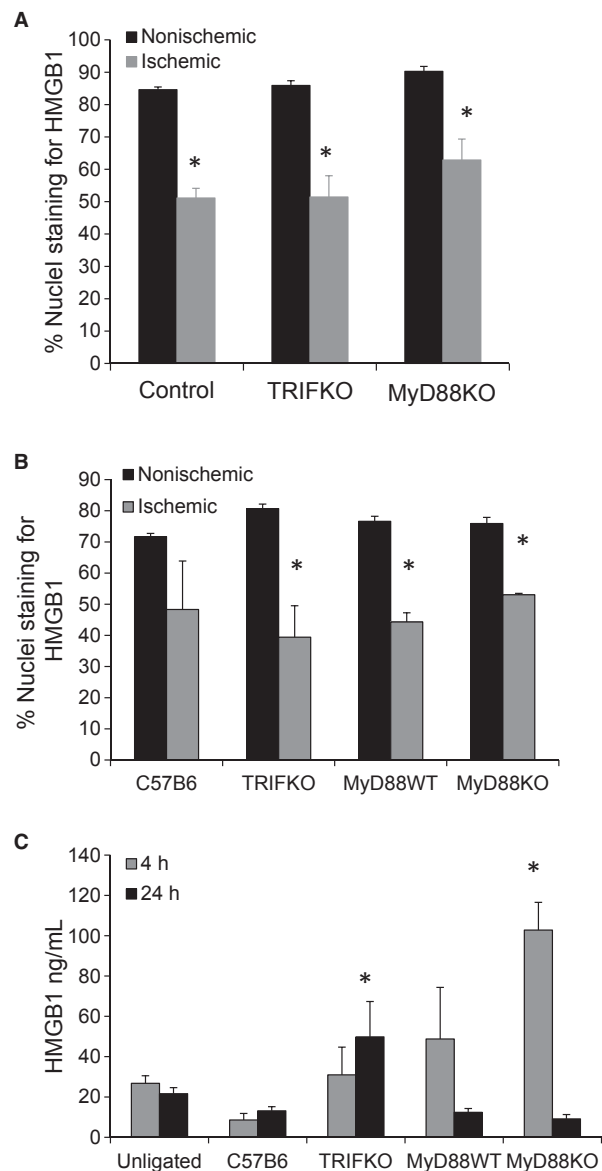 A
Nonischemic
Ischemic
% NucleI staining for HMGB1
100
90
80
70
60
50
40
30
20
10
0
*
*
*
Control TRIFKO MyD88KO
B
Nonischemic
Ischemic
% Nuclei staining for
HMGB1
90
80
70
60
50
40
30
20
10
0
*
*
*
C57B6 TRIFKO MyD88WT MyD88KO
C
4 h
24 h
HMGB1 ng/mL
140
120
100
80
60
40
20
0
*
*
Unligated C57B6 TRIFKO MyD88WT MyD88KO